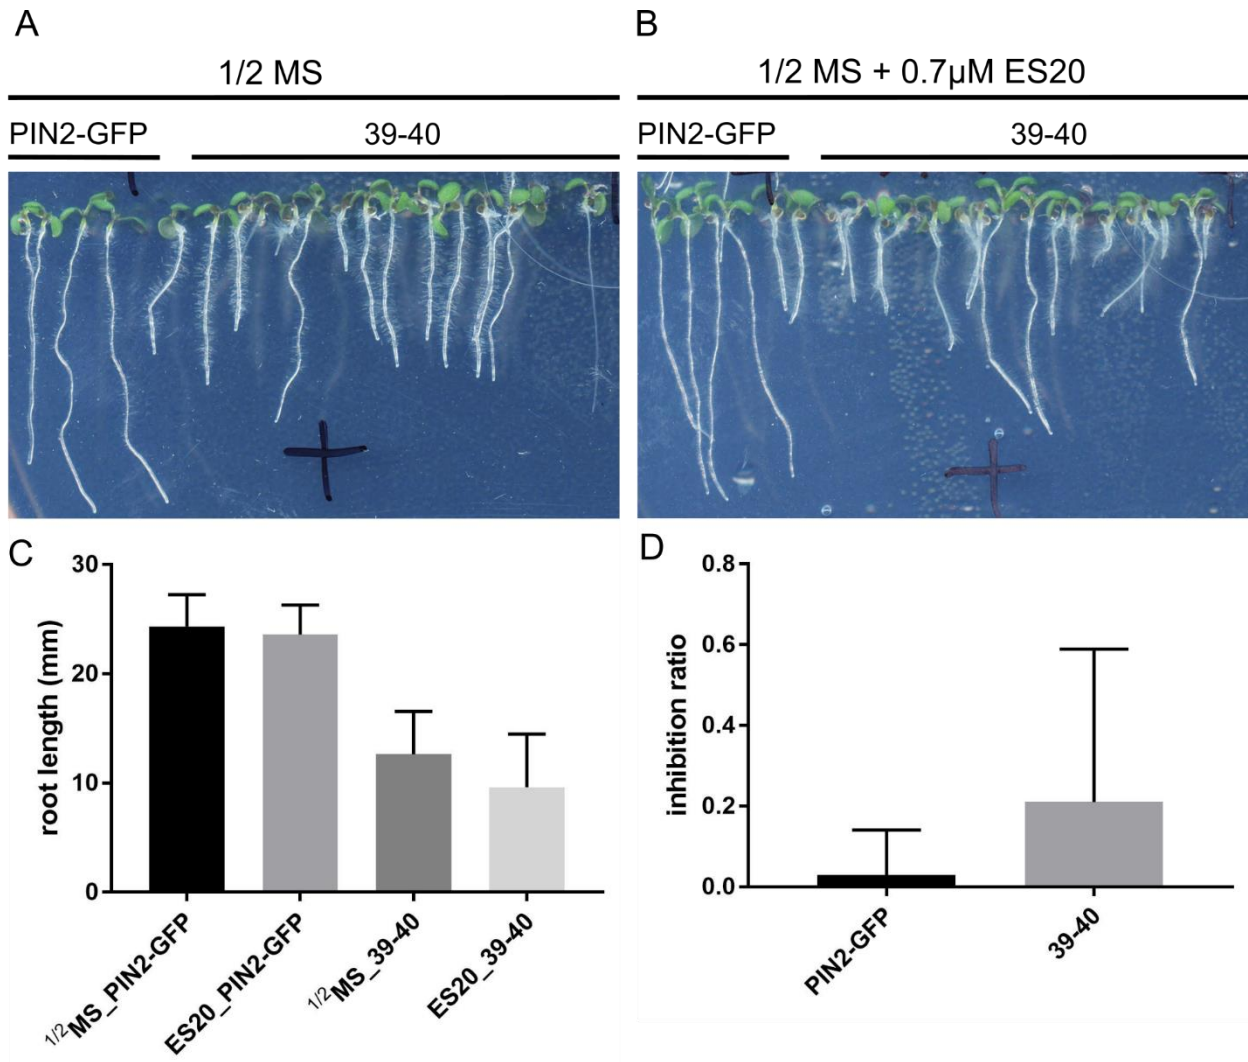 A
1/2 MS
PIN2-GFP 39-40
B
1/2 MS + 0.7µM ES20
PIN2-GFP 39-40
C
30
20
10
0
root length (mm)
1/2MS_PIN2-GFP
ES20_PIN2-GFP
1/2MS_39-40
ES20_39-40
D
0.8
0.6
0.4
0.2
0.0
inhibition ratio
PIN2-GFP
39-40